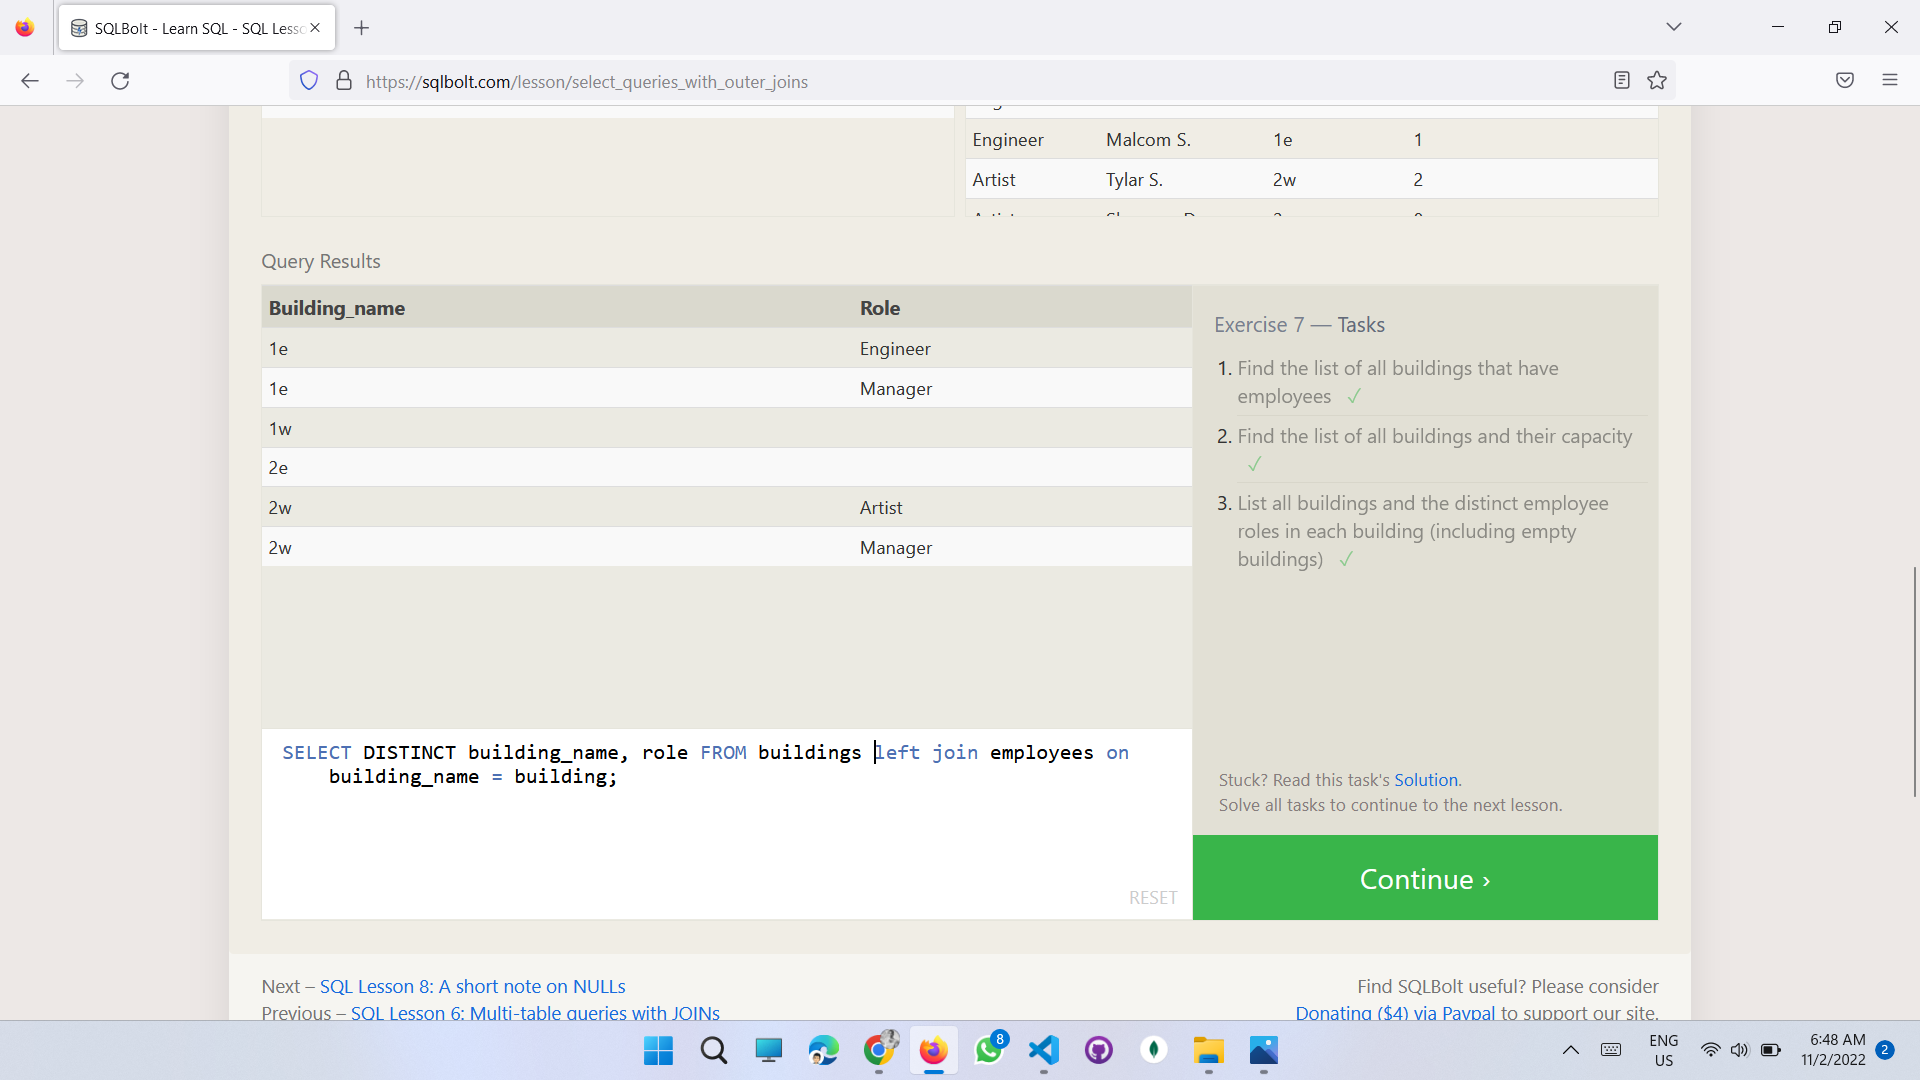 SQLBolt - Learn SQL - SQL Lesso
https://sqlbolt.com/lesson/select_queries_with_outer_joins
Engineer Malcom S. 1e 1
Artist Tylar S. 2w 2
Query Results
Building_name Role
1e Engineer
1e Manager
1w
2e
2w Artist
2w Manager
SELECT DISTINCT building_name, role FROM buildings left join employees on
building_name = building;
RESET
Exercise 7 — Tasks
1. Find the list of all buildings that have
employees ✓
2. Find the list of all buildings and their capacity
✓
3. List all buildings and the distinct employee
roles in each building (including empty
buildings) ✓
Stuck? Read this task's Solution.
Solve all tasks to continue to the next lesson.
Continue ›
Next – SQL Lesson 8: A short note on NULLs
Previous – SQL Lesson 6: Multi-table queries with JOINs
Find SQLBolt useful? Please consider
Donating ($4) via Paypal to support our site.
8
ENG
US
6:48 AM
11/2/2022
2